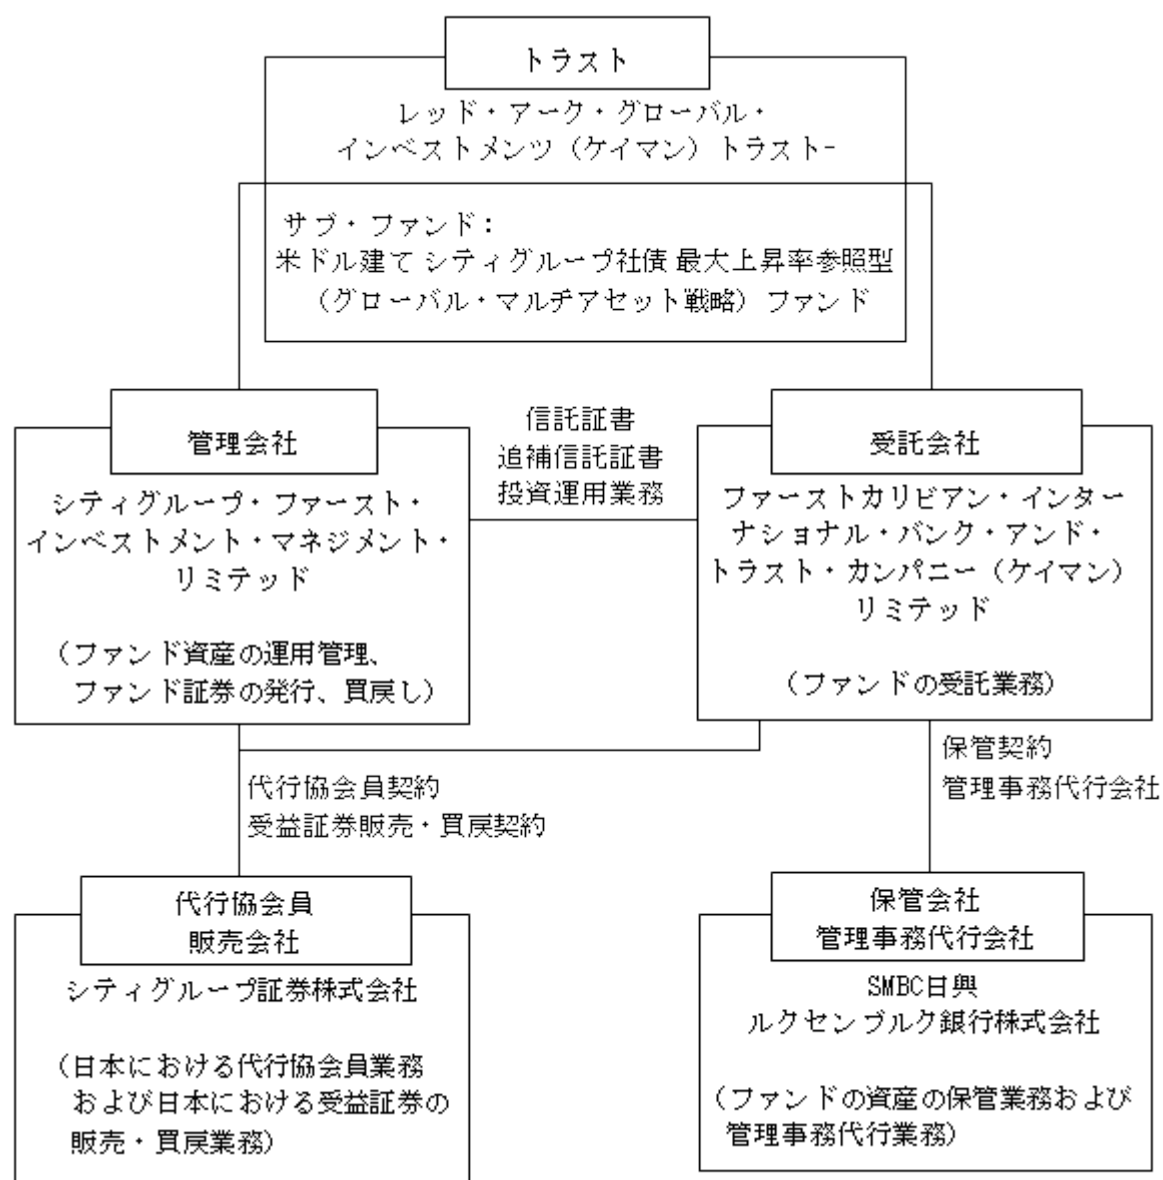 トラスト
レッド・アーク・グローバル・
インベストメンツ（ケイマン）トラスト-
サブ・ファンド：
米ドル建て シティグループ社債 最大上昇率参照型
（グローバル・マルチアセット戦略）ファンド
管理会社
シティグループ・ファースト・
インベストメント・マネジメント・
リミテッド
（ファンド資産の運用管理、
ファンド証券の発行、買戻し）
信託証書
追補信託証書
投資運用業務
受託会社
ファーストカリビアン・インター
ナショナル・バンク・アンド・
トラスト・カンパニー（ケイマン）
リミテッド
（ファンドの受託業務）
代行協会員契約
受益証券販売・買戻契約
保管契約
管理事務代行会社
代行協会員
販売会社
シティグループ証券株式会社
（日本における代行協会員業務
および日本における受益証券の
販売・買戻業務）
保管会社
管理事務代行会社
SMBC日興
ルクセンブルク銀行株式会社
（ファンドの資産の保管業務および
管理事務代行業務）